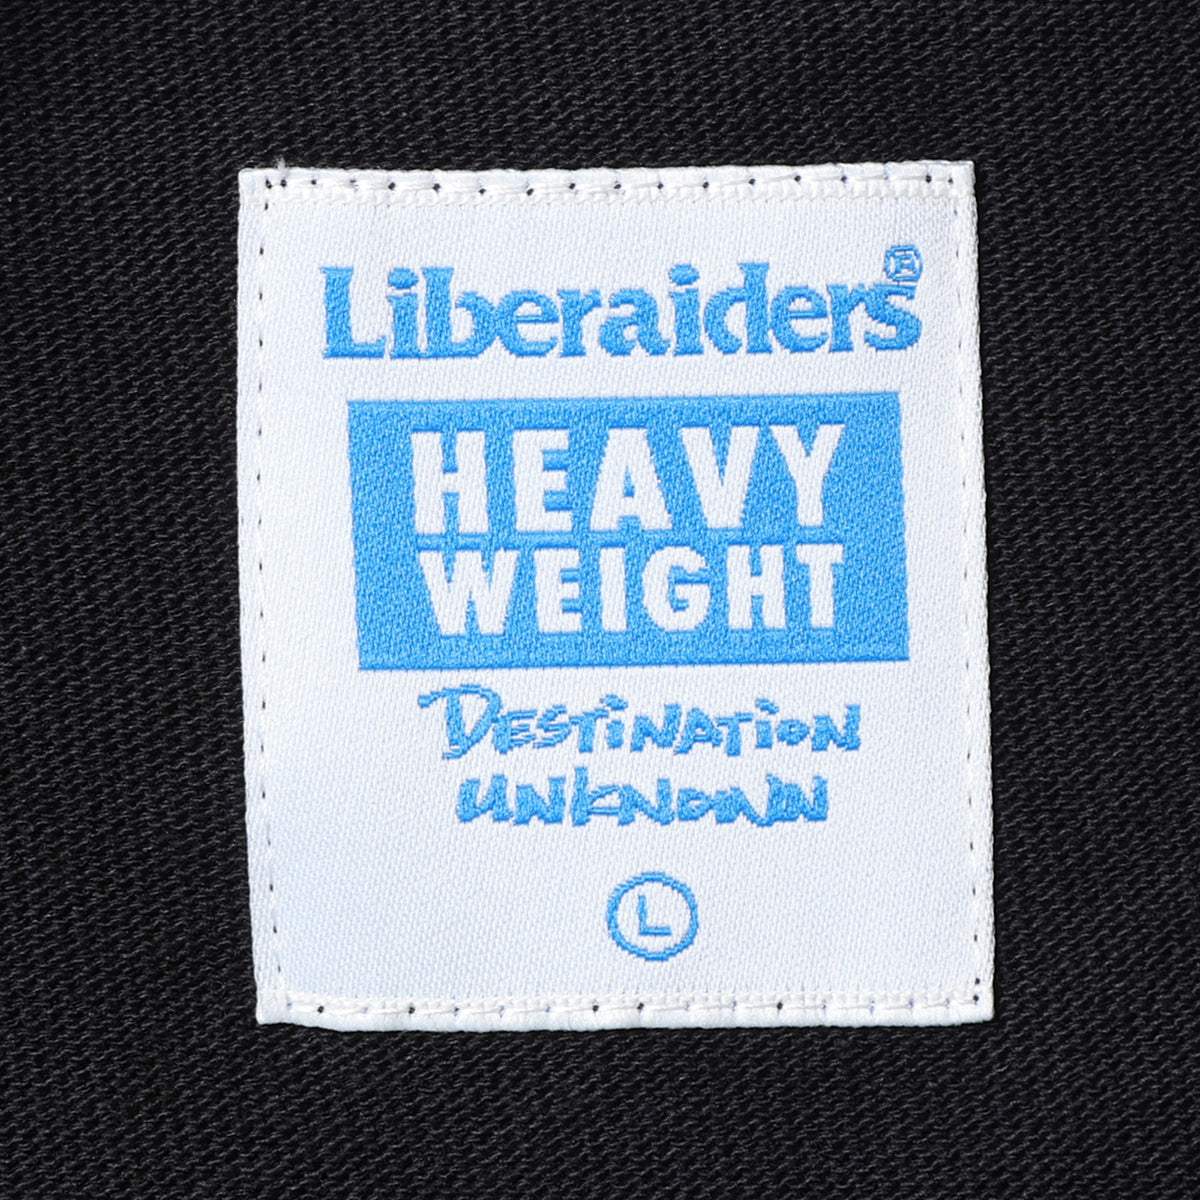 Liberaiders®
HEAVY
WEIGHT
DESTiNATiON
UNKNOWN
L